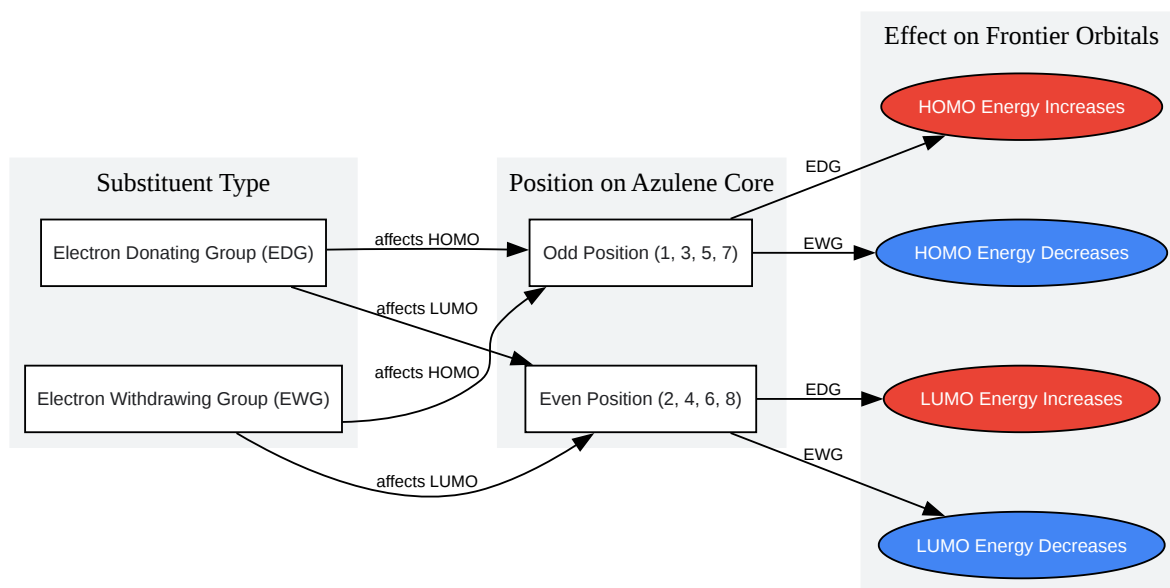 Effect on Frontier Orbitals
HOMO Energy Increases
EDG
Substituent Type
Position on Azulene Core
Electron Donating Group (EDG)
affects HOMO
Odd Position (1, 3, 5, 7)
EWG
HOMO Energy Decreases
affects LUMO
affects HOMO
Electron Withdrawing Group (EWG)
Even Position (2, 4, 6, 8)
EDG
LUMO Energy Increases
EWG
affects LUMO
LUMO Energy Decreases